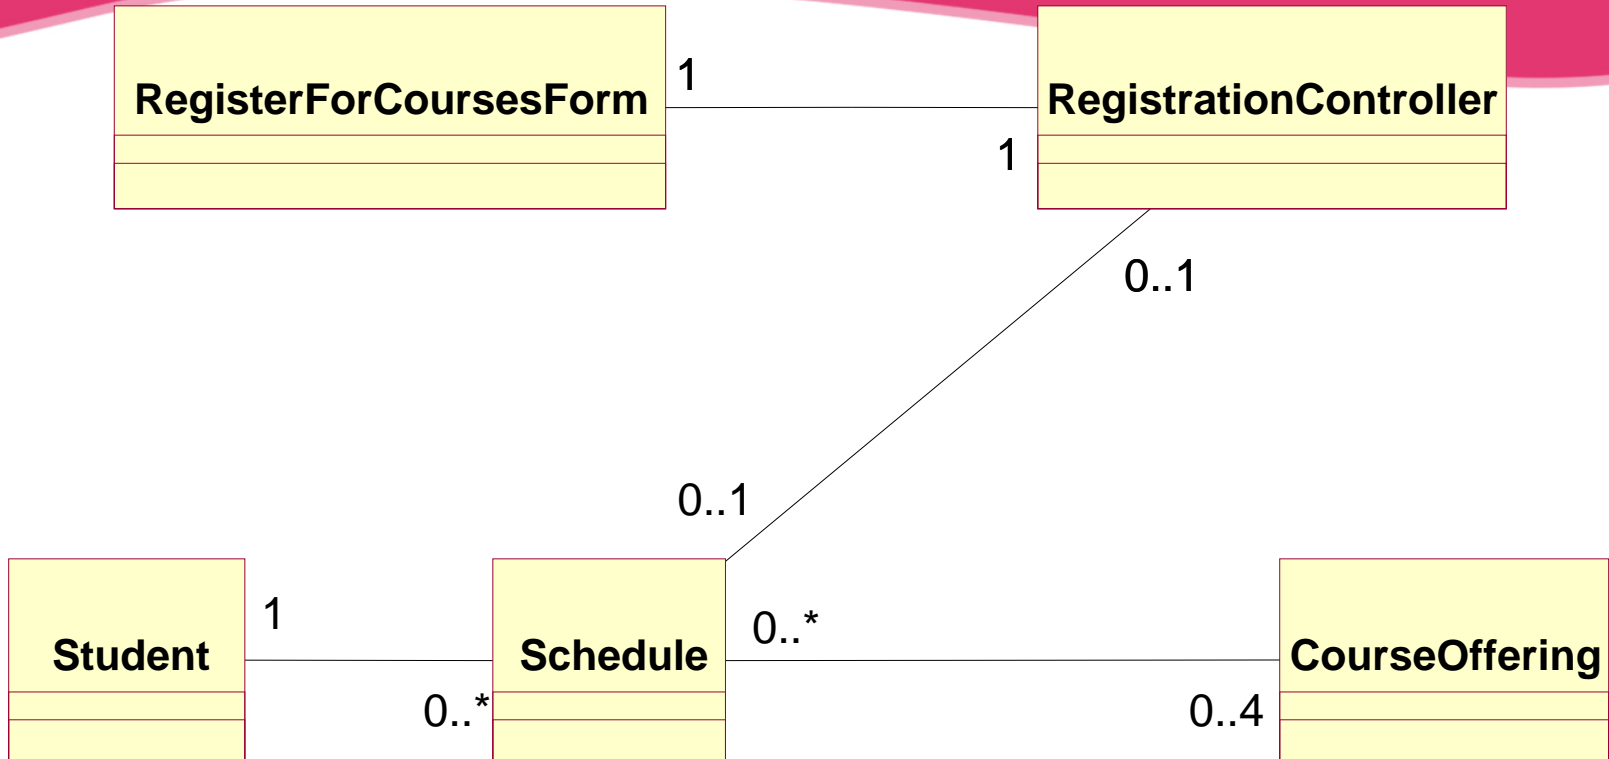 1
RegisterForCoursesForm
RegistrationController
1
0..1
0..1
1
0..*
Student
Schedule
CourseOffering
0..*
0..4